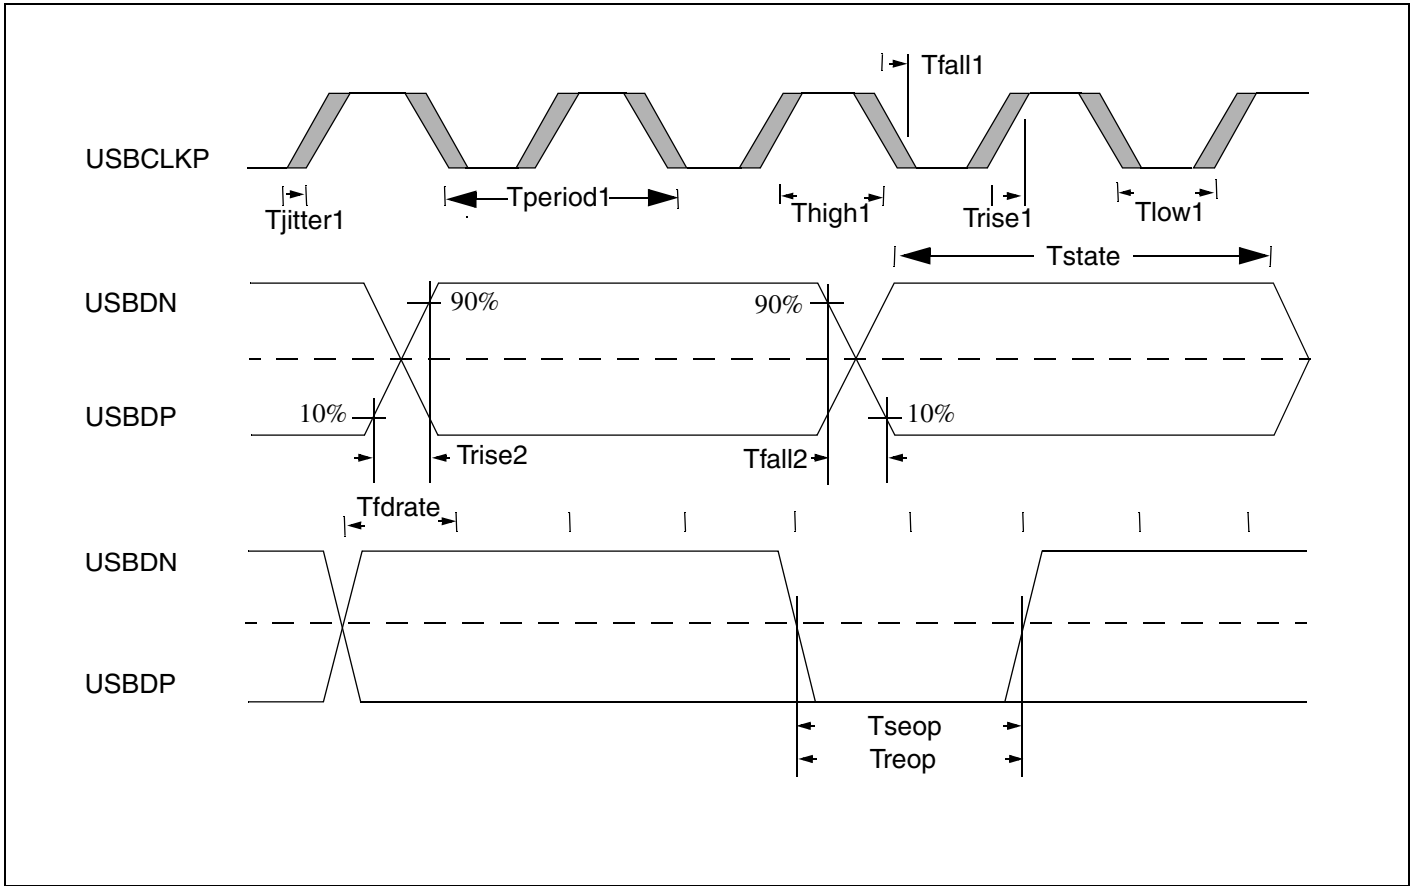 Tfall1
USBCLKP
Tjitter1
Tperiod1
Thigh1
Trise1
Tlow1
Tstate
USBDN
90%
90%
USBDP
10%
10%
Trise2
Tfall2
Tfdrate
USBDN
USBDP
Tseop
Treop